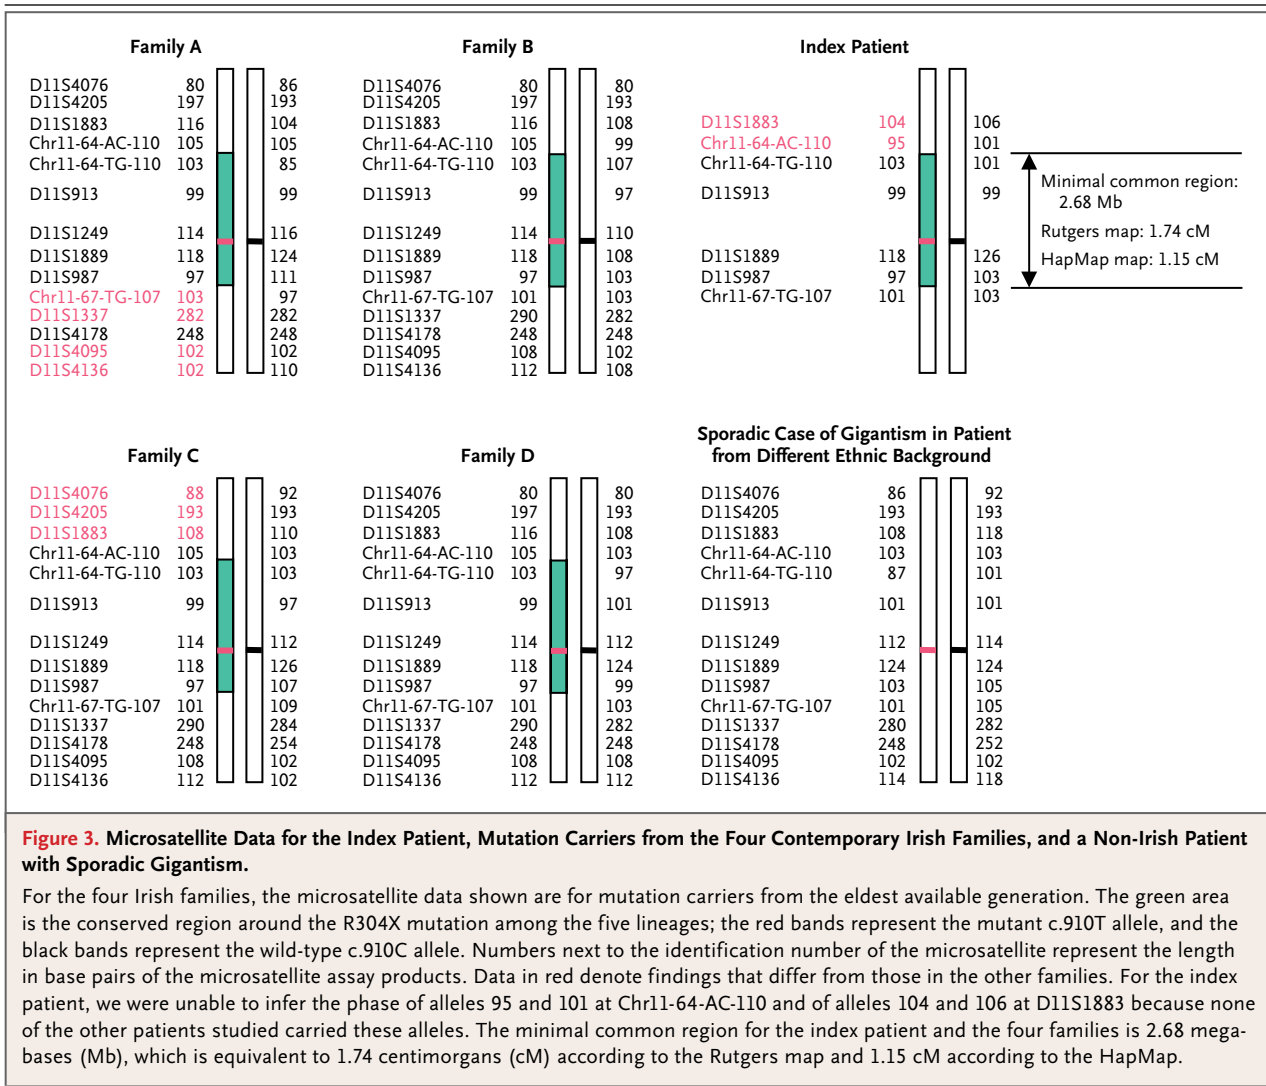 Family A
D11S4076 80 86
D11S4205 197 193
D11S1883 116 104
Chr11-64-AC-110 105 105
Chr11-64-TG-110 103 85
D11S913 99 99
D11S1249 114 116
D11S1889 118 124
D11S987 97 111
Chr11-67-TG-107 103 97
D11S1337 282 282
D11S4178 248 248
D11S4095 102 102
D11S4136 102 110
Family B
D11S4076 80 80
D11S4205 197 193
D11S1883 116 108
Chr11-64-AC-110 105 99
Chr11-64-TG-110 103 107
D11S913 99 97
D11S1249 114 110
D11S1889 118 108
D11S987 97 103
Chr11-67-TG-107 101 103
D11S1337 290 282
D11S4178 248 248
D11S4095 108 102
D11S4136 112 108
Index Patient
D11S1883 104 106
Chr11-64-AC-110 95 101
Chr11-64-TG-110 103 101
D11S913 99 99
D11S1889 118 126
D11S987 97 103
Chr11-67-TG-107 101 103
Minimal common region:
2.68 Mb
Rutgers map: 1.74 cM
HapMap map: 1.15 cM
Family C
D11S4076 88 92
D11S4205 193 193
D11S1883 108 110
Chr11-64-AC-110 105 103
Chr11-64-TG-110 103 103
D11S913 99 97
D11S1249 114 112
D11S1889 118 126
D11S987 97 107
Chr11-67-TG-107 101 109
D11S1337 290 284
D11S4178 248 254
D11S4095 108 102
D11S4136 112 102
Family D
D11S4076 80 80
D11S4205 197 193
D11S1883 116 108
Chr11-64-AC-110 105 103
Chr11-64-TG-110 103 97
D11S913 99 101
D11S1249 114 112
D11S1889 118 124
D11S987 97 99
Chr11-67-TG-107 101 103
D11S1337 290 282
D11S4178 248 248
D11S4095 108 108
D11S4136 112 112
Sporadic Case of Gigantism in Patient
from Different Ethnic Background
D11S4076 86 92
D11S4205 193 193
D11S1883 108 118
Chr11-64-AC-110 103 103
Chr11-64-TG-110 87 101
D11S913 101 101
D11S1249 112 114
D11S1889 124 124
D11S987 103 105
Chr11-67-TG-107 101 105
D11S1337 280 282
D11S4178 248 252
D11S4095 102 102
D11S4136 114 118
Figure 3. Microsatellite Data for the Index Patient, Mutation Carriers from the Four Contemporary Irish Families, and a Non-Irish Patient
with Sporadic Gigantism.
For the four Irish families, the microsatellite data shown are for mutation carriers from the eldest available generation. The green area
is the conserved region around the R304X mutation among the five lineages; the red bands represent the mutant c.910T allele, and the
black bands represent the wild-type c.910C allele. Numbers next to the identification number of the microsatellite represent the length
in base pairs of the microsatellite assay products. Data in red denote findings that differ from those in the other families. For the index
patient, we were unable to infer the phase of alleles 95 and 101 at Chr11-64-AC-110 and of alleles 104 and 106 at D11S1883 because none
of the other patients studied carried these alleles. The minimal common region for the index patient and the four families is 2.68 mega-
bases (Mb), which is equivalent to 1.74 centimorgans (cM) according to the Rutgers map and 1.15 cM according to the HapMap.